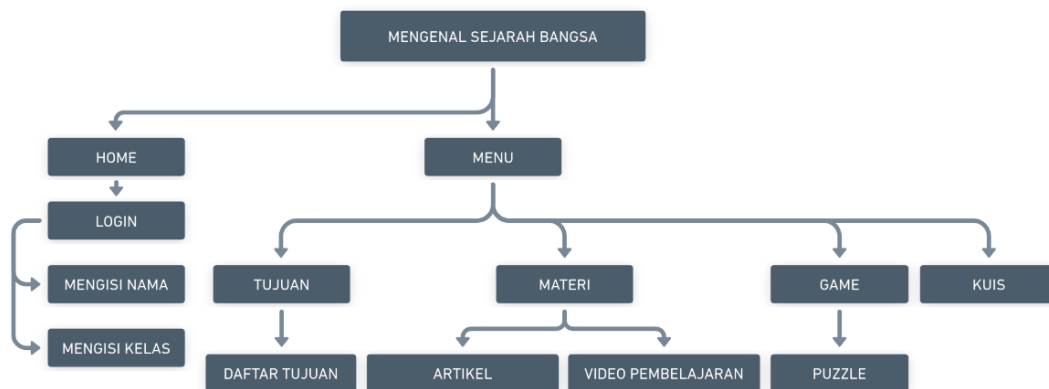 MENGENAL SEJARAH BANGSA
HOME
MENU
LOGIN
MENGISI NAMA
TUJUAN
MATERI
GAME
KUIS
MENGISI KELAS
DAFTAR TUJUAN
ARTIKEL
VIDEO PEMBELAJARAN
PUZZLE